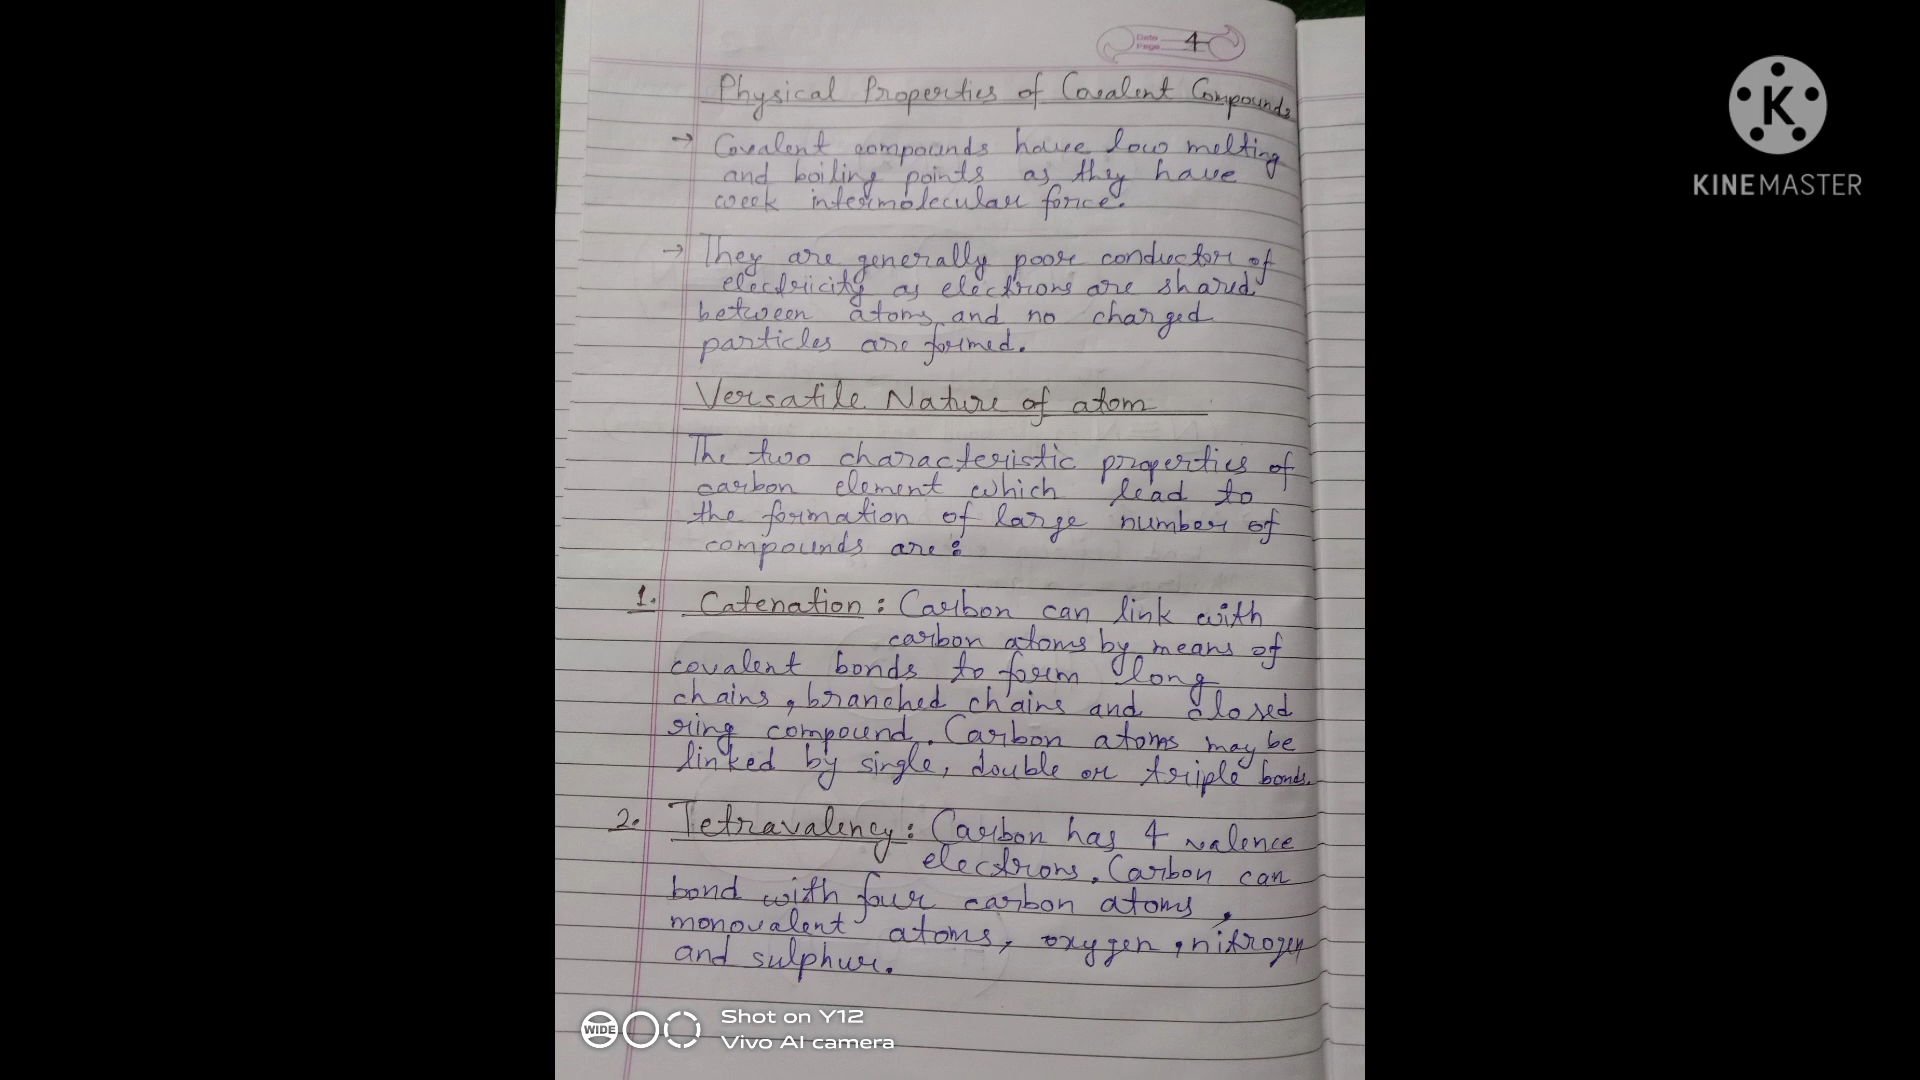 Date
Page 4
Physical Properties of Covalent Compounds
→ Covalent compounds have low melting
and boiling points as they have
week intermolecular force.
→ They are generally poor conductor of
electricity as electrons are shared
between atoms and no charged
particles are formed.
Versatile Nature of atom
The two characteristic properties of
carbon element which lead to
the formation of large number of
compounds are:
1. Catenation: Carbon can link with
carbon atoms by means of
covalent bonds to form long
chains, branched chains and closed
ring compound. Carbon atoms may be
linked by single, double or triple bonds.
2. Tetravalency: Carbon has 4 valence
electrons. Carbon can
bond with four carbon atoms,
monovalent atoms, oxygen, nitrogen
and sulphur.
K
KINEMASTER
WIDE
Shot on Y12
Vivo AI camera